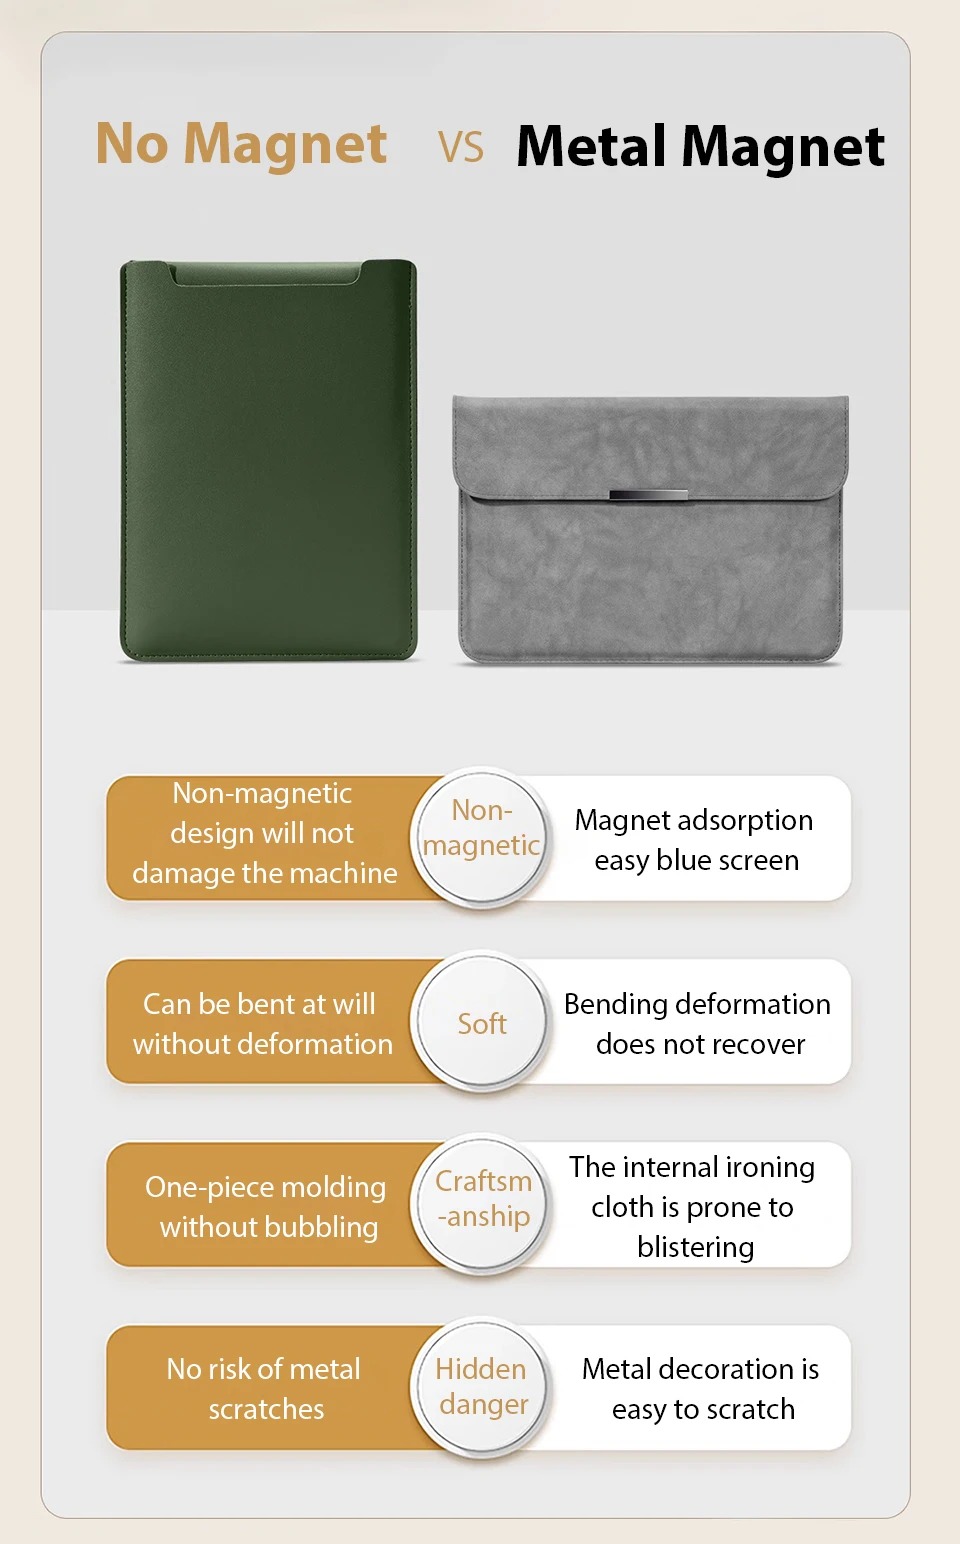 No Magnet VS Metal Magnet
Non-magnetic
design will not
damage the machine
Non-
magnetic
Magnet adsorption
easy blue screen
Can be bent at will
without deformation
Soft
Bending deformation
does not recover
One-piece molding
without bubbling
Craftsm
-anship
The internal ironing
cloth is prone to
blistering
No risk of metal
scratches
Hidden
danger
Metal decoration is
easy to scratch